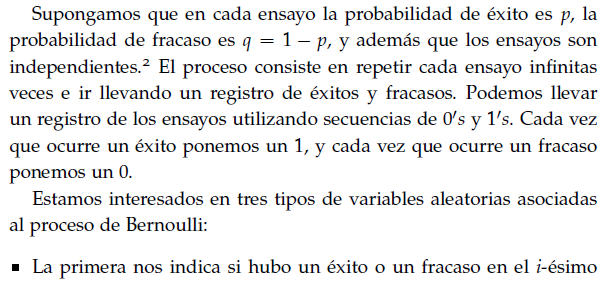 Supongamos que en cada ensayo la probabilidad de éxito es p, la
probabilidad de fracaso es q = 1 − p, y además que los ensayos son
independientes.² El proceso consiste en repetir cada ensayo infinitas
veces e ir llevando un registro de éxitos y fracasos. Podemos llevar
un registro de los ensayos utilizando secuencias de 0's y 1's. Cada vez
que ocurre un éxito ponemos un 1, y cada vez que ocurre un fracaso
ponemos un 0.
Estamos interesados en tres tipos de variables aleatorias asociadas
al proceso de Bernoulli:
▪ La primera nos indica si hubo un éxito o un fracaso en el i-ésimo